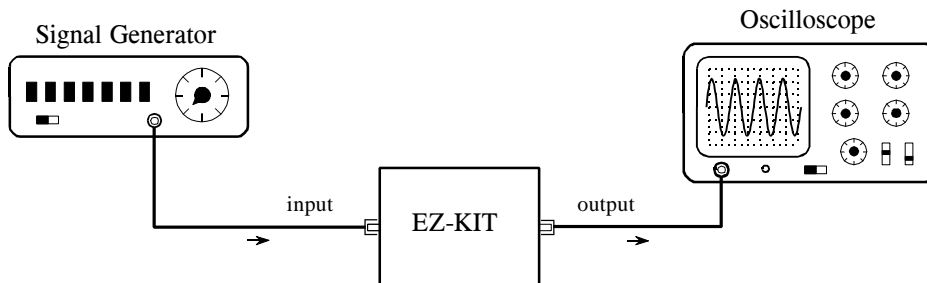 Oscilloscope
Signal Generator
input
EZ-KIT
output